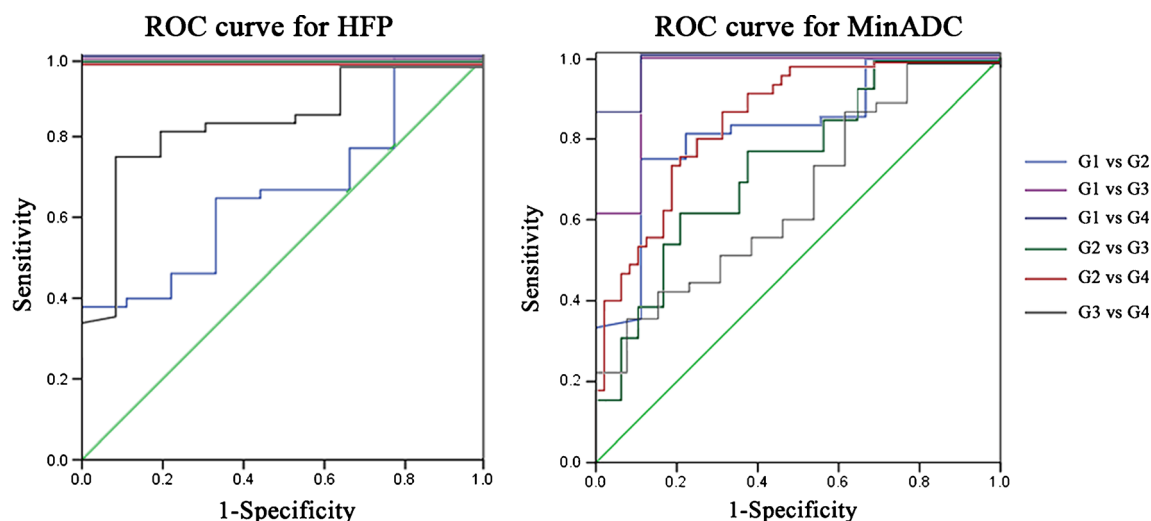 ROC curve for HFP
1.0
0.8
0.6
0.4
0.2
0.0
Sensitivity
0.0 0.2 0.4 0.6 0.8 1.0
1-Specificity
ROC curve for MinADC
1.0
0.8
0.6
0.4
0.2
0.0
Sensitivity
0.0 0.2 0.4 0.6 0.8 1.0
1-Specificity
G1 vs G2
G1 vs G3
G1 vs G4
G2 vs G3
G2 vs G4
G3 vs G4